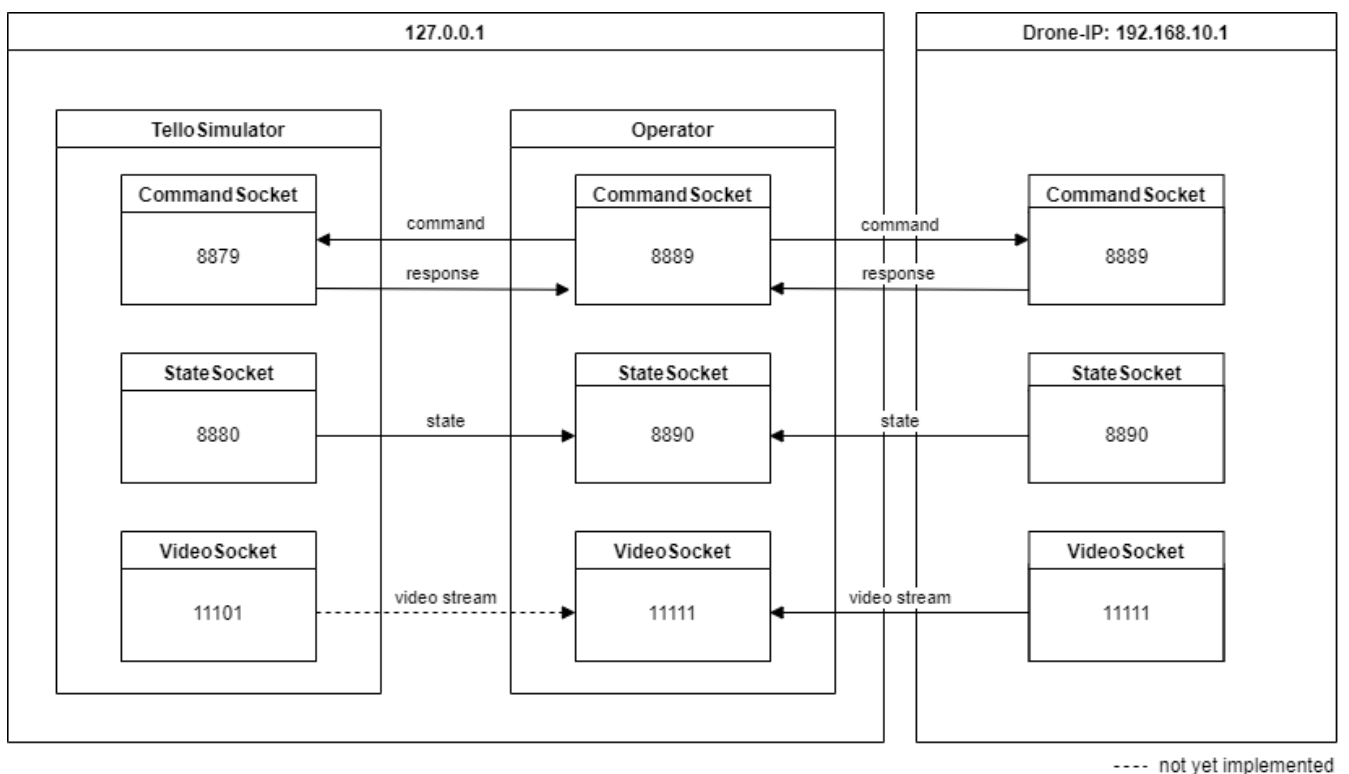 127.0.0.1
Drone-IP: 192.168.10.1
TelloSimulator
Operator
CommandSocket
CommandSocket
CommandSocket
command
command
8879
8889
8889
response
response
StateSocket
StateSocket
StateSocket
state
state
8880
8890
8890
VideoSocket
VideoSocket
VideoSocket
video stream
video stream
11101
11111
11111
---- not yet implemented